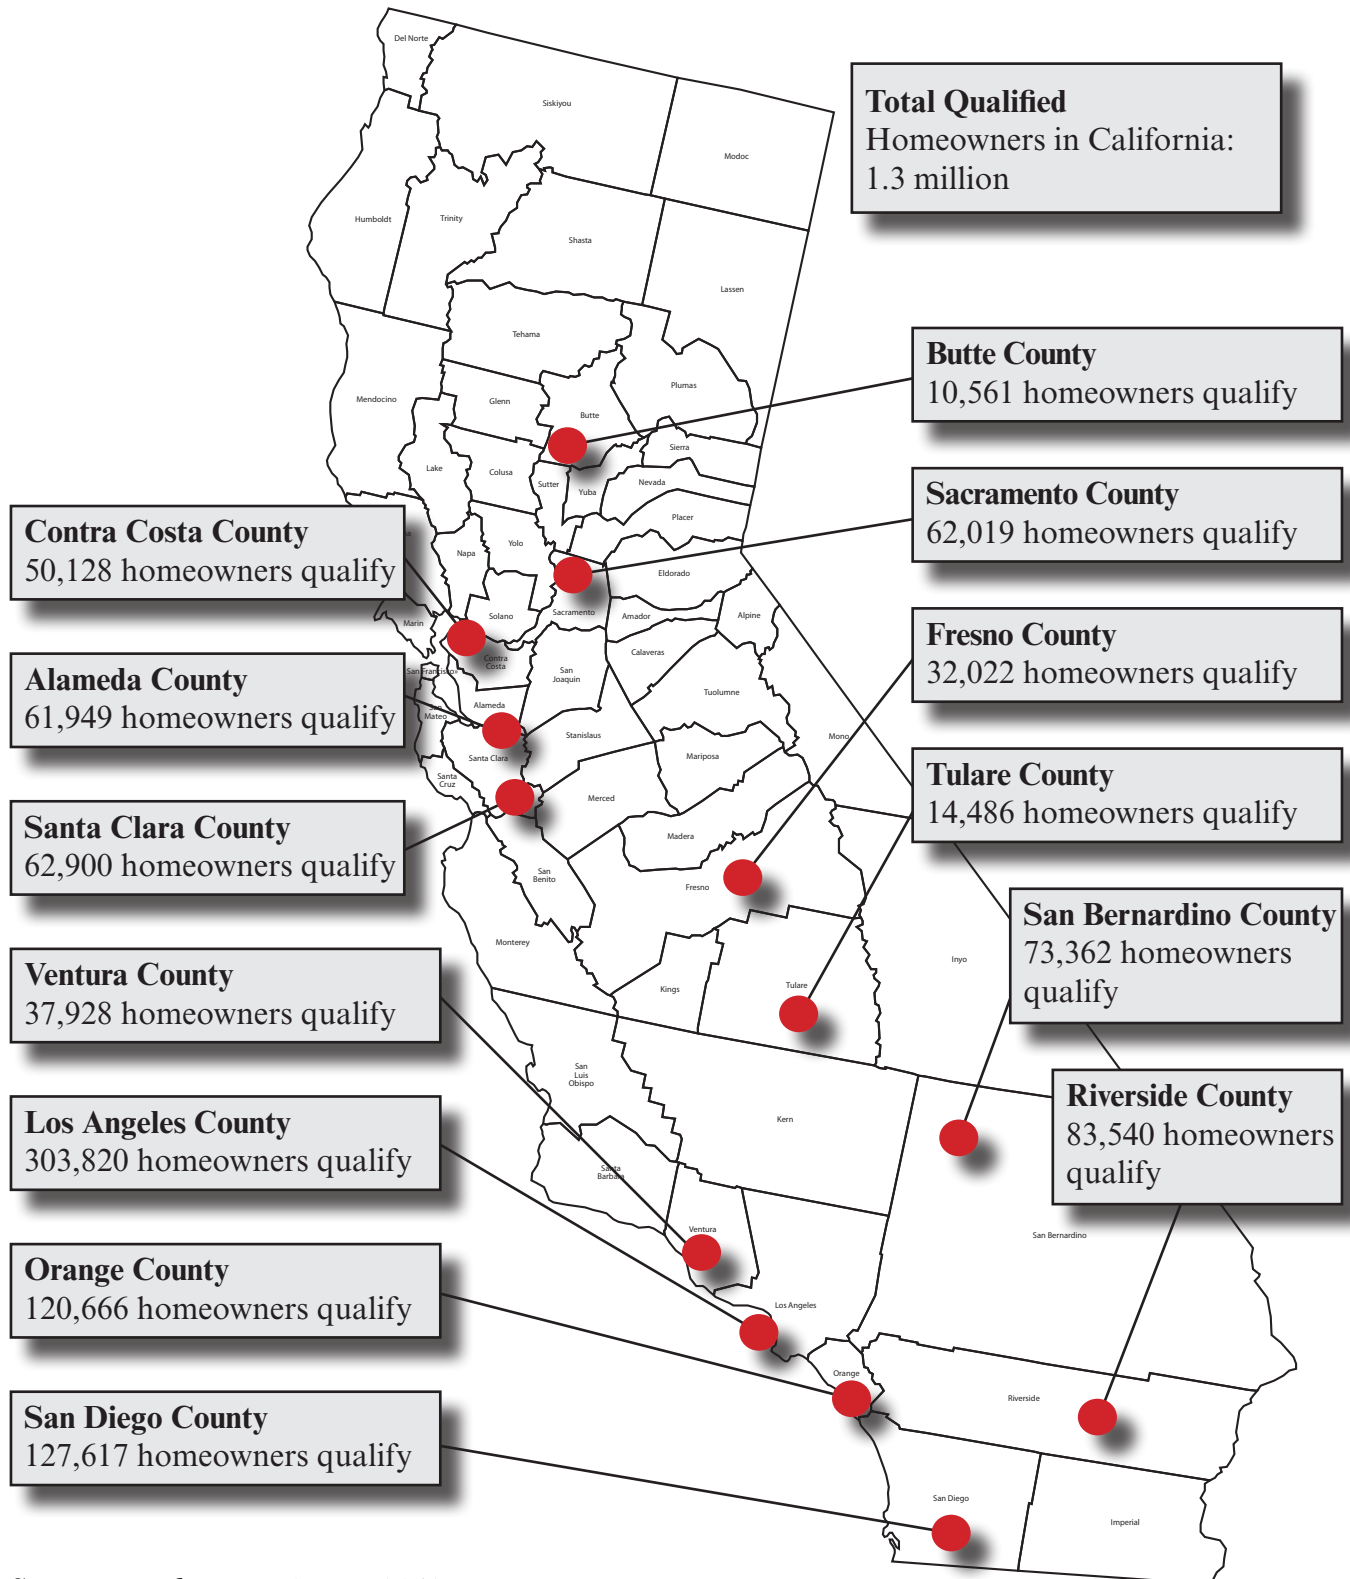 Del Norte
Siskiyou
Modoc
Total Qualified
Homeowners in California:
1.3 million
Humboldt
Trinity
Shasta
Lassen
Tehama
Plumas
Butte County
10,561 homeowners qualify
Mendocino
Glenn
Butte
Sierra
Lake
Colusa
Sutter
Yuba
Nevada
Placer
Sacramento County
62,019 homeowners qualify
Contra Costa County
50,128 homeowners qualify
Napa
Yolo
Eldorado
Solano
Sacramento
Amador
Alpine
Marin
Calaveras
Fresno County
32,022 homeowners qualify
Contra
Costa
San Francisco
San
Joaquin
Tuolumne
Alameda County
61,949 homeowners qualify
Alameda
San
Mateo
Stanislaus
Mono
Santa Clara
Mariposa
Santa
Cruz
Merced
Tulare County
14,486 homeowners qualify
Santa Clara County
62,900 homeowners qualify
Madera
San
Benito
Fresno
San Bernardino County
73,362 homeowners
qualify
Monterey
Inyo
Ventura County
37,928 homeowners qualify
Kings
Tulare
San
Luis
Obispo
Riverside County
83,540 homeowners
qualify
Los Angeles County
303,820 homeowners qualify
Kern
Santa
Barbara
Ventura
San Bernardino
Orange County
120,666 homeowners qualify
Los Angeles
Orange
Riverside
San Diego County
127,617 homeowners qualify
San Diego
Imperial